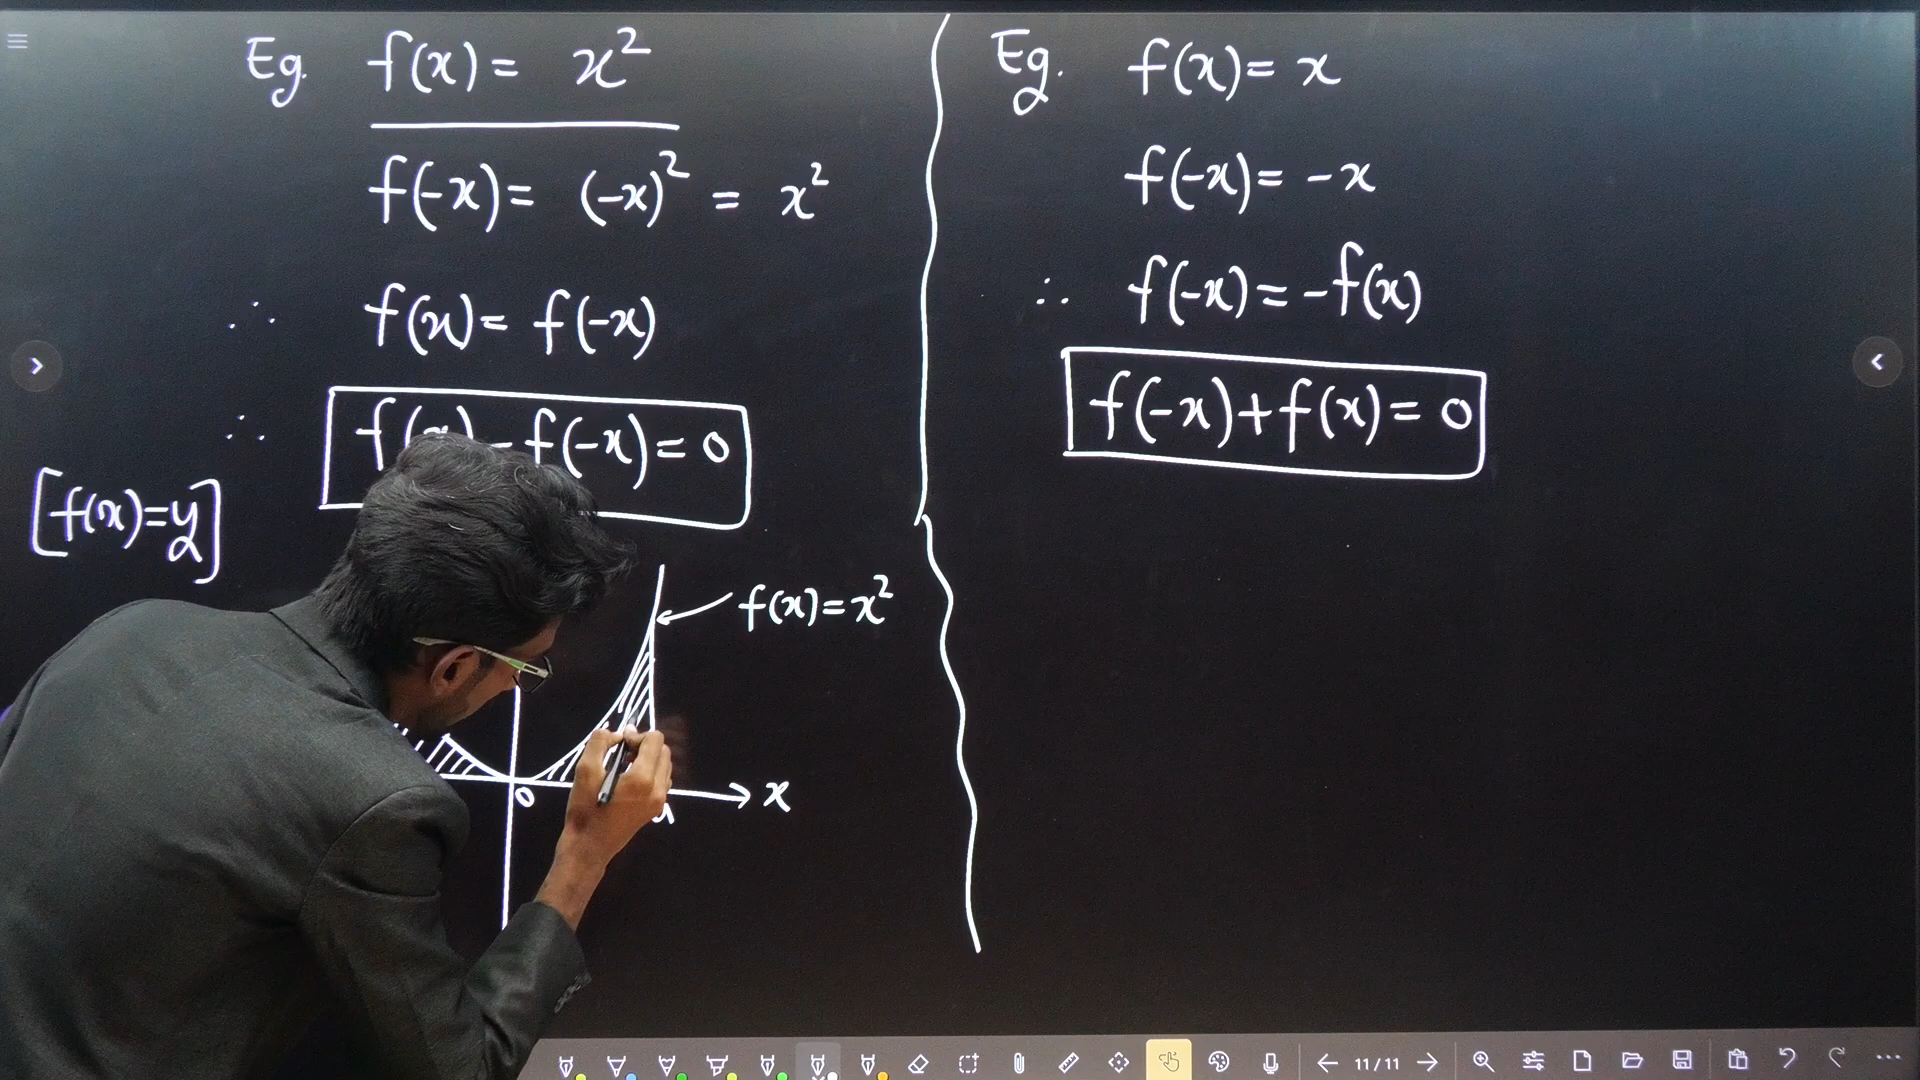 Eg. f(x) = x²
f(-x) = (-x)² = x²
∴ f(x) = f(-x)
∴ f(x) - f(-x) = 0
[f(x)=y]
f(x)=x²
0
x
Eg. f(x) = x
f(-x) = -x
∴ f(-x) = -f(x)
f(-x)+f(x) = 0
11/11